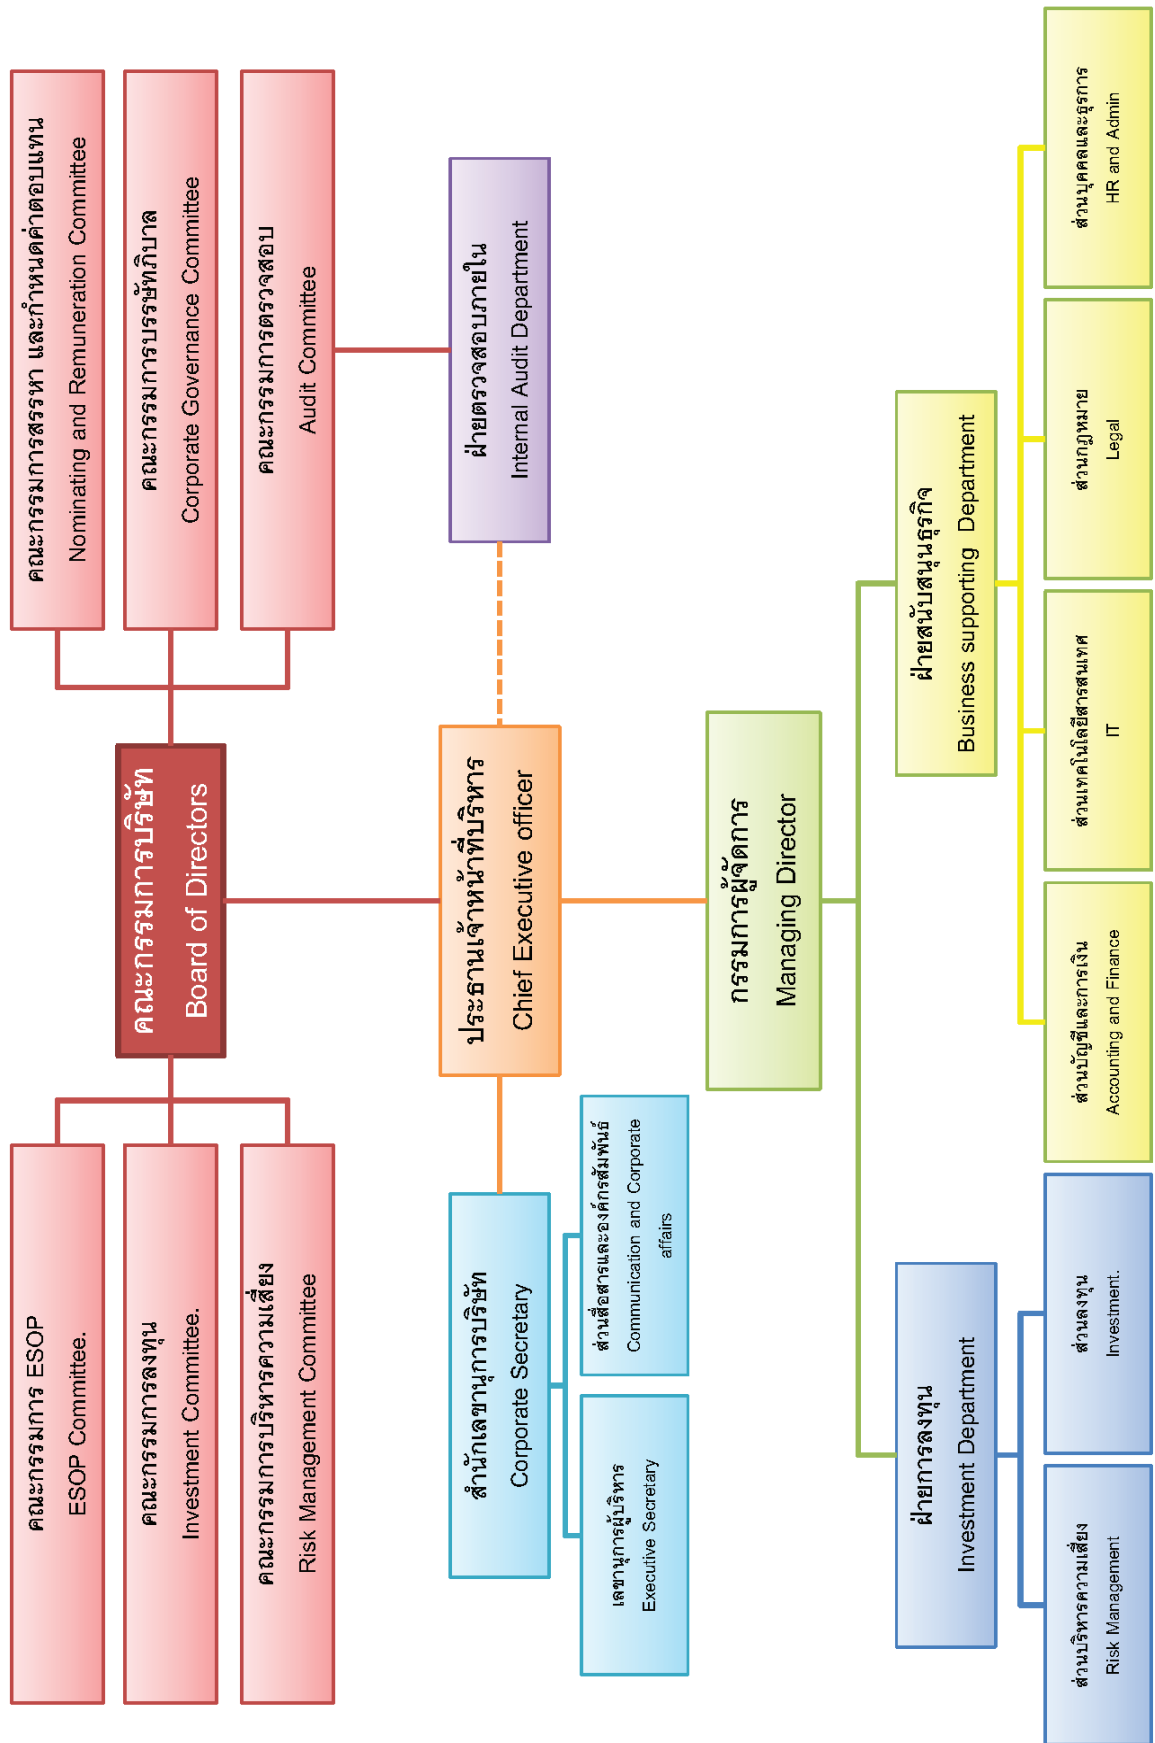 คณะกรรมการบริษัท
Board of Directors
คณะกรรมการ ESOP
ESOP Committee.
คณะกรรมการลงทุน
Investment Committee.
คณะกรรมการบริหารความเสี่ยง
Risk Management Committee
คณะกรรมการสรรหา และกำหนดค่าตอบแทน
Nominating and Remuneration Committee
คณะกรรมการบรรษัทภิบาล
Corporate Governance Committee
คณะกรรมการตรวจสอบ
Audit Committee
สำนักเลขานุการบริษัท
Corporate Secretary
ประธานเจ้าหน้าที่บริหาร
Chief Executive officer
ฝ่ายตรวจสอบภายใน
Internal Audit Department
เลขานุการผู้บริหาร
Executive Secretary
ส่วนสื่อสารและองค์กรสัมพันธ์
Communication and Corporate
affairs
กรรมการผู้จัดการ
Managing Director
ฝ่ายการลงทุน
Investment Department
ฝ่ายสนับสนุนธุรกิจ
Business supporting Department
ส่วนบริหารความเสี่ยง
Risk Management
ส่วนลงทุน
Investment.
ส่วนบัญชีและการเงิน
Accounting and Finance
ส่วนเทคโนโลยีสารสนเทศ
IT
ส่วนกฎหมาย
Legal
ส่วนบุคคลและธุรการ
HR and Admin